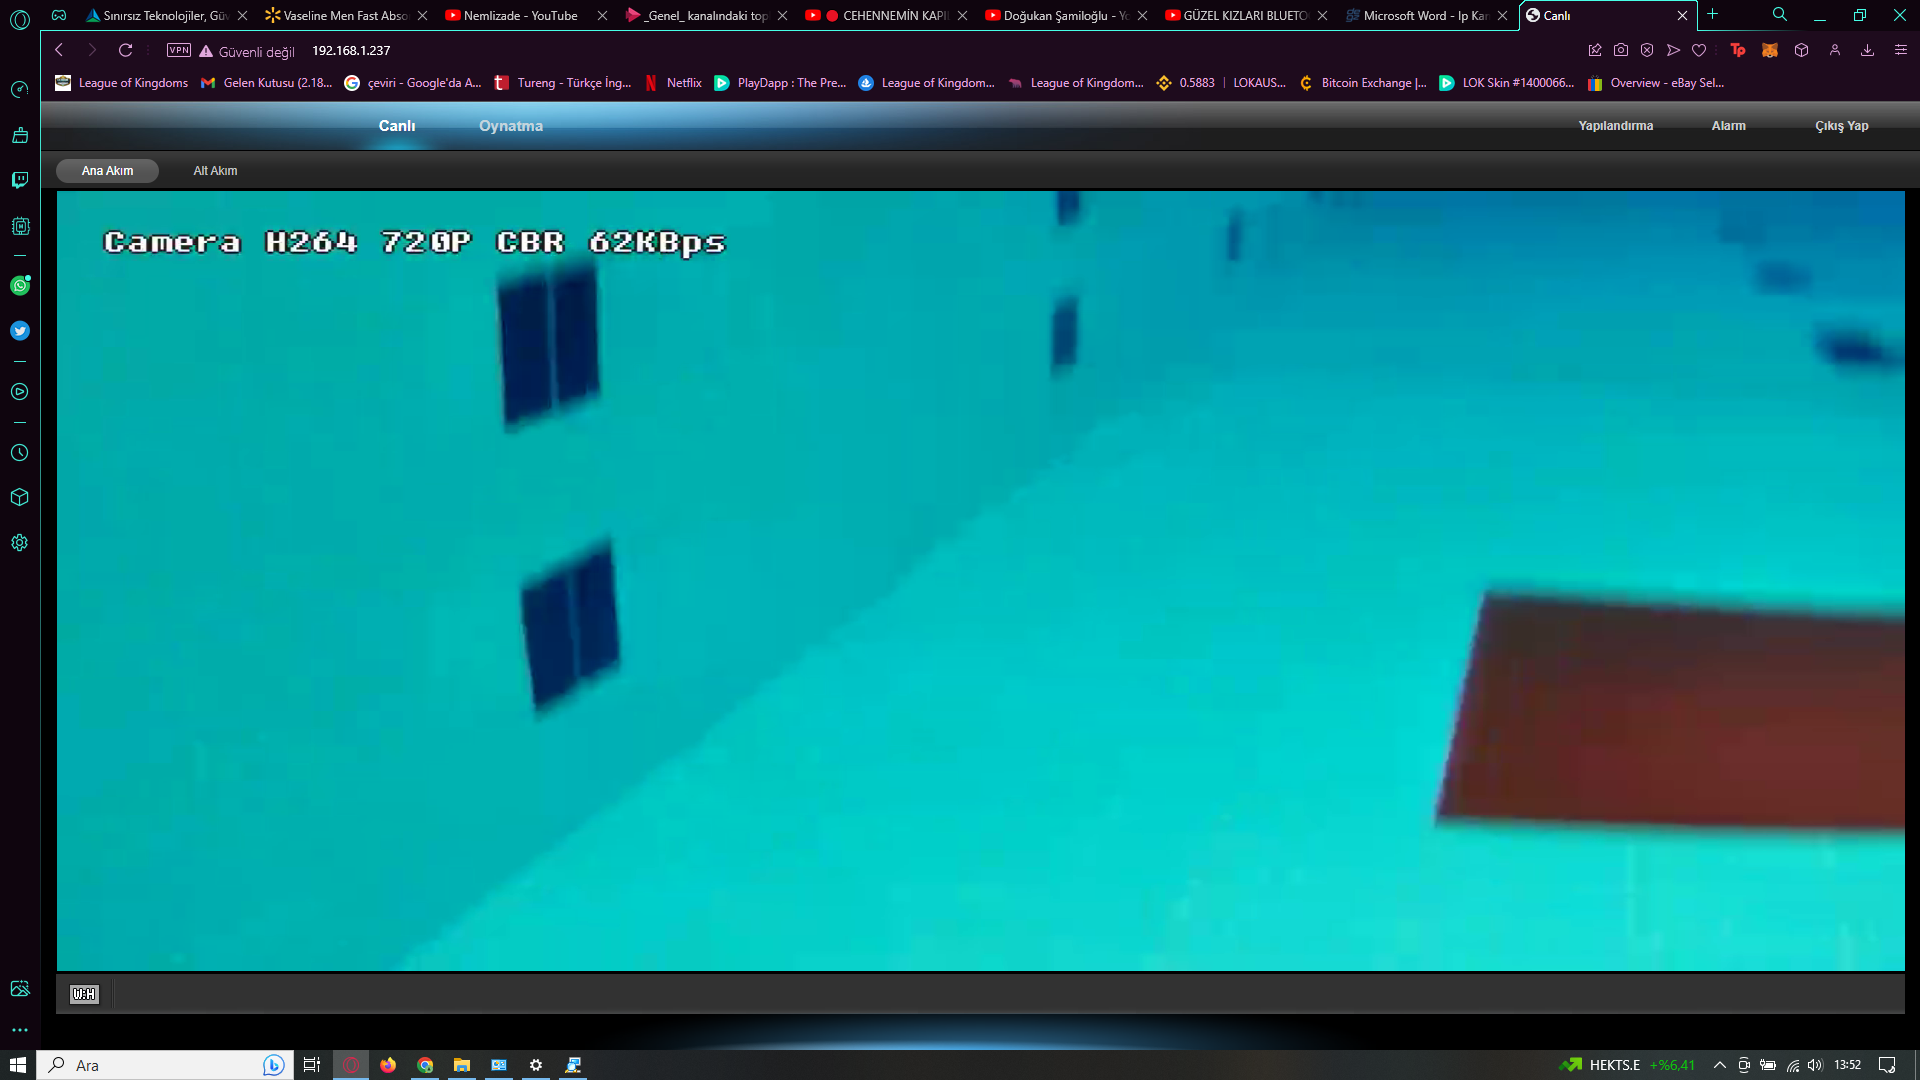 Sınırsız Teknolojiler, Güv
Vaseline Men Fast Abso
Nemlizade - YouTube
_Genel_ kanalındaki top
CEHENNEMİN KAPI
Doğukan Şamiloğlu - Yo
GÜZEL KIZLARI BLUETO
Microsoft Word - Ip Kan
Canlı
VPN
Güvenli değil
192.168.1.237
Tp
League of Kingdoms
Gelen Kutusu (2.18...
çeviri - Google'da A...
Tureng - Türkçe İng...
Netflix
PlayDapp : The Pre...
League of Kingdom...
League of Kingdom...
0.5883 | LOKAUS...
Bitcoin Exchange |...
LOK Skin #1400066...
Overview - eBay Sel...
Canlı
Oynatma
Yapılandırma
Alarm
Çıkış Yap
Ana Akım
Alt Akım
Camera H264 720P CBR 62KBps
W:H
Ara
HEKTS.E
+%6,41
13:52